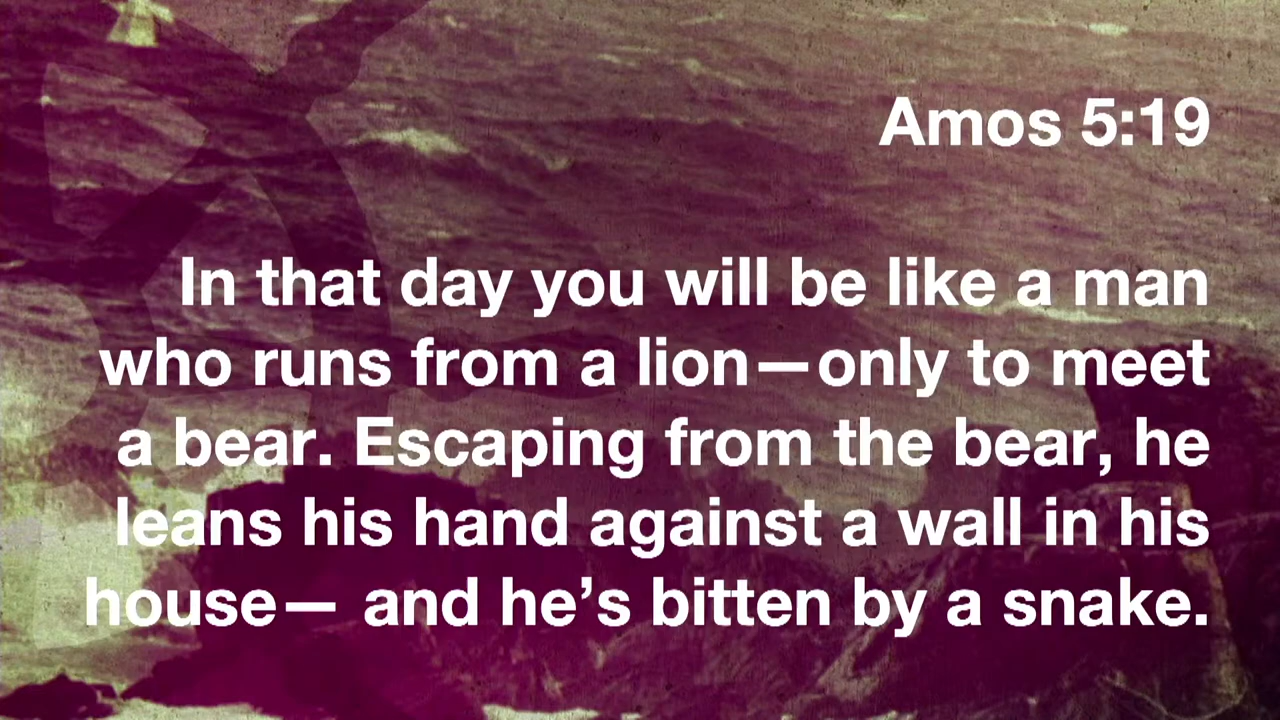 Amos 5:19
In that day you will be like a man
who runs from a lion—only to meet
a bear. Escaping from the bear, he
leans his hand against a wall in his
house— and he’s bitten by a snake.